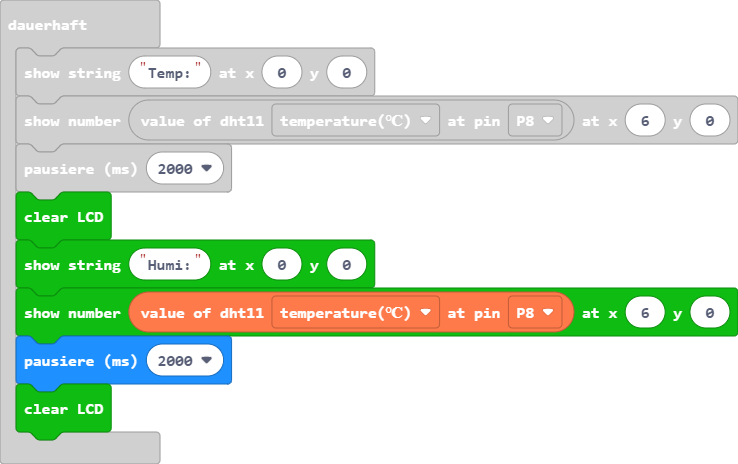 dauerhaft
show string "Temp:" at x 0 y 0
show number value of dht11 temperature(℃) at pin P8 at x 6 y 0
pausiere (ms) 2000
clear LCD
show string "Humi:" at x 0 y 0
show number value of dht11 temperature(℃) at pin P8 at x 6 y 0
pausiere (ms) 2000
clear LCD